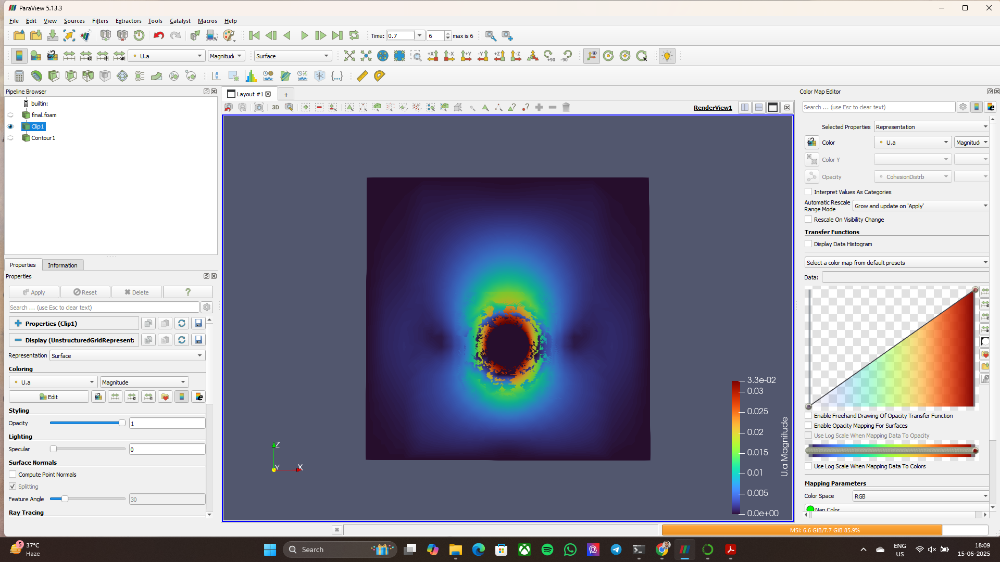 ParaView 5.13.3
File Edit View Sources Filters Extractors Tools Catalyst Macros Help
Time: 0.7 6 max is 6
U.a Magnitude Surface +X -X +Y -Y +Z -Z +90 -90
Pipeline Browser
builtin:
final.foam
Clip1
Contour1
Properties Information
Properties
Apply Reset Delete ?
Search ... (use Esc to clear text)
Properties (Clip1)
Display (UnstructuredGridRepresenta
Representation Surface
Coloring
U.a Magnitude
Edit
Styling
Opacity 1
Lighting
Specular 0
Surface Normals
Compute Point Normals
Splitting
Feature Angle 30
Ray Tracing
Layout #1 +
3D RenderView1
Z
Y X
3.3e-02
0.03
0.025
0.02
0.015
0.01
0.005
0.0e+00
U.a Magnitude
Color Map Editor
Search ... (use Esc to clear text)
Selected Properties Representation
Color U.a Magnitude
Color Y
Opacity CohesionDistrb
Interpret Values As Categories
Automatic Rescale
Range Mode Grow and update on 'Apply'
Rescale On Visibility Change
Transfer Functions
Display Data Histogram
Select a color map from default presets
Data:
Enable Freehand Drawing Of Opacity Transfer Function
Enable Opacity Mapping For Surfaces
Use Log Scale When Mapping Data To Opacity
Use Log Scale When Mapping Data To Colors
Mapping Parameters
Color Space RGB
Nan Color
MSI: 6.6 GiB/7.7 GiB 85.9%
5
37°C
Haze
Search
ENG
US
18:09
15-06-2025